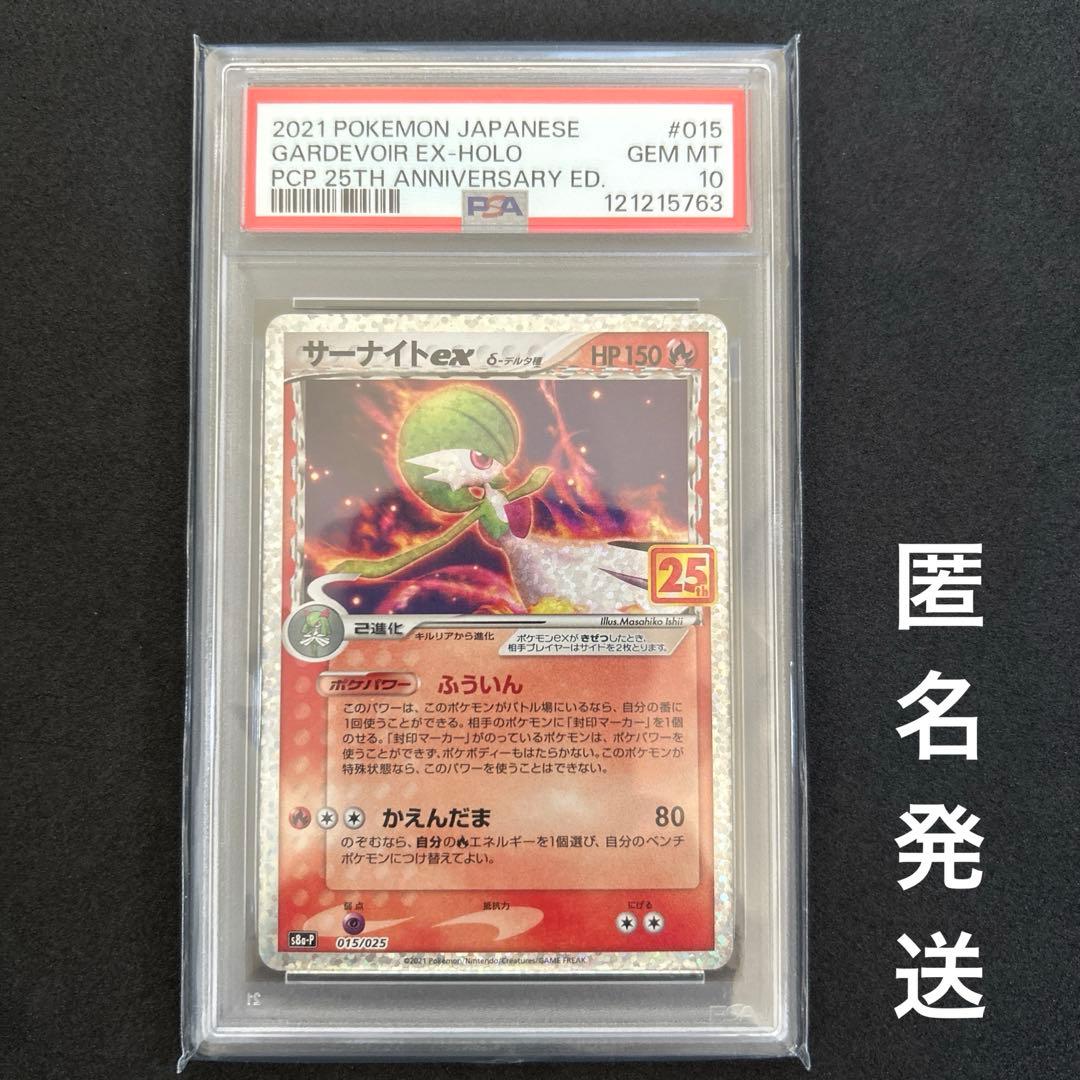 2021 POKEMON JAPANESE #015
GARDEVOIR EX-HOLO GEM MT
PCP 25TH ANNIVERSARY ED. 10
PSA 121215763
サーナイトex δ-デルタ種 HP150
25th
Illus.Masahiko Ishii
2進化 キルリアから進化
ポケモンexがきぜつしたとき、
相手プレイヤーはサイドを2枚とります。
ポケパワー ふういん
このパワーは、このポケモンがバトル場にいるなら、自分の番に
1回使うことができる。相手のポケモンに「封印マーカー」を1個
のせる。「封印マーカー」がのっているポケモンは、ポケパワーを
使うことができず、ポケボディーもはたらかない。このポケモンが
特殊状態なら、このパワーを使うことはできない。
かえんだま 80
のぞむなら、自分のエネルギーを1個選び、自分のベンチ
ポケモンにつけ替えてよい。
弱点 抵抗力 にげる
s8a-P 015/025
©2021 Pokémon/Nintendo/Creatures/GAME FREAK
匿名発送